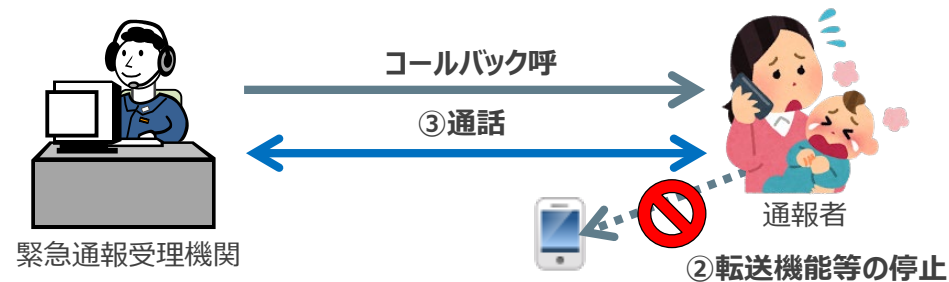 コールバック呼
③通話
緊急通報受理機関
通報者
②転送機能等の停止